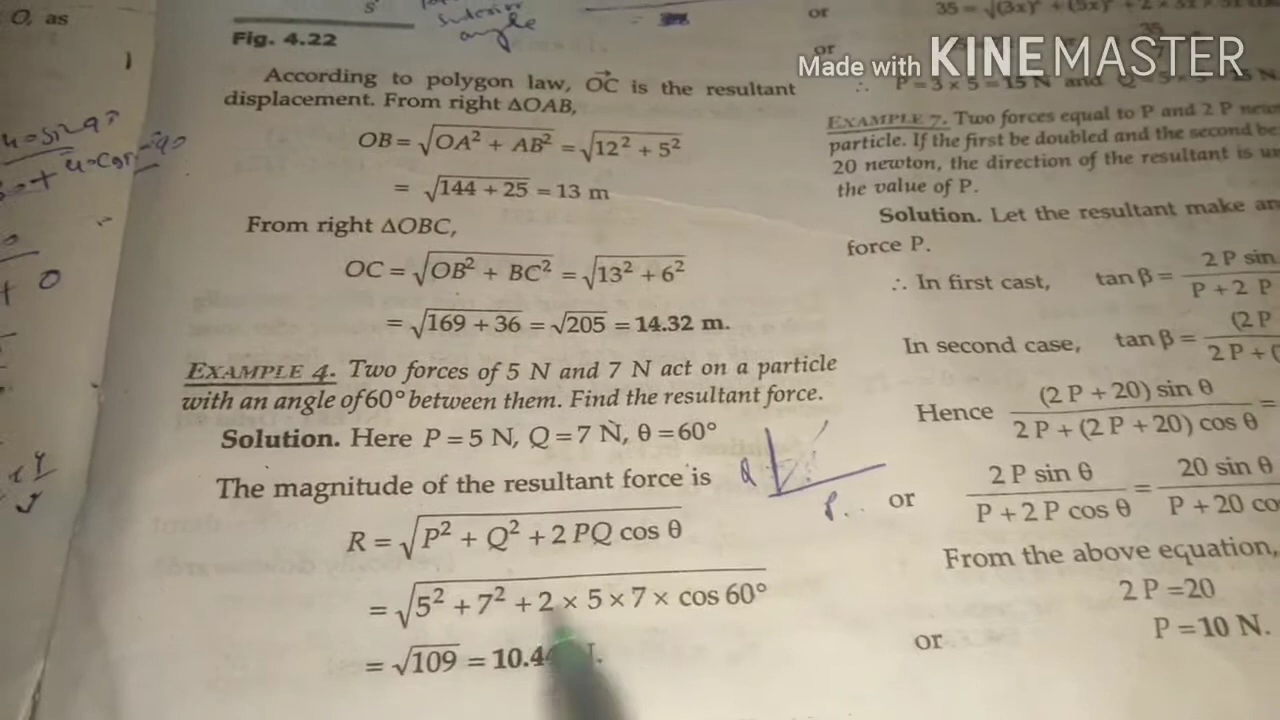 O, as
Fig. 4.22
angle
According to polygon law, OC⃗ is the resultant
displacement. From right ΔOAB,
OB = √(OA² + AB²) = √(12² + 5²)
= √(144 + 25) = 13 m
From right ΔOBC,
OC = √(OB² + BC²) = √(13² + 6²)
= √(169 + 36) = √205 = 14.32 m.
EXAMPLE 4. Two forces of 5 N and 7 N act on a particle
with an angle of 60° between them. Find the resultant force.
Solution. Here P = 5 N, Q = 7 N, θ = 60°
The magnitude of the resultant force is
Q
P
R = √(P² + Q² + 2 PQ cos θ)
= √(5² + 7² + 2 × 5 × 7 × cos 60°)
= √109 = 10.4
or
or
Made with KINEMASTER
∴ P = 3 × 5 = 15 N and
EXAMPLE 7. Two forces equal to P and 2 P
particle. If the first be doubled and the second be
20 newton, the direction of the resultant is
the value of P.
Solution. Let the resultant make an
force P.
∴ In first cast, tan β = 2 P sin / P + 2 P
In second case, tan β = (2 P / 2 P + (
Hence (2 P + 20) sin θ / 2 P + (2 P + 20) cos θ =
or 2 P sin θ / P + 2 P cos θ = 20 sin θ / P + 20 co
From the above equation,
2 P = 20
or P = 10 N.